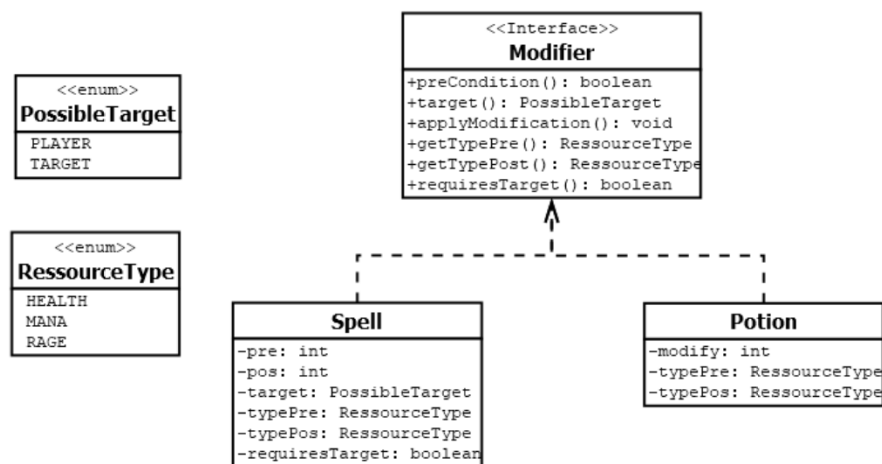 <<enum>>
PossibleTarget
PLAYER
TARGET
<<enum>>
RessourceType
HEALTH
MANA
RAGE
<<Interface>>
Modifier
+preCondition(): boolean
+target(): PossibleTarget
+applyModification(): void
+getTypePre(): RessourceType
+getTypePost(): RessourceType
+requiresTarget(): boolean
Spell
-pre: int
-pos: int
-target: PossibleTarget
-typePre: RessourceType
-typePos: RessourceType
-requiresTarget: boolean
Potion
-modify: int
-typePre: RessourceType
-typePos: RessourceType